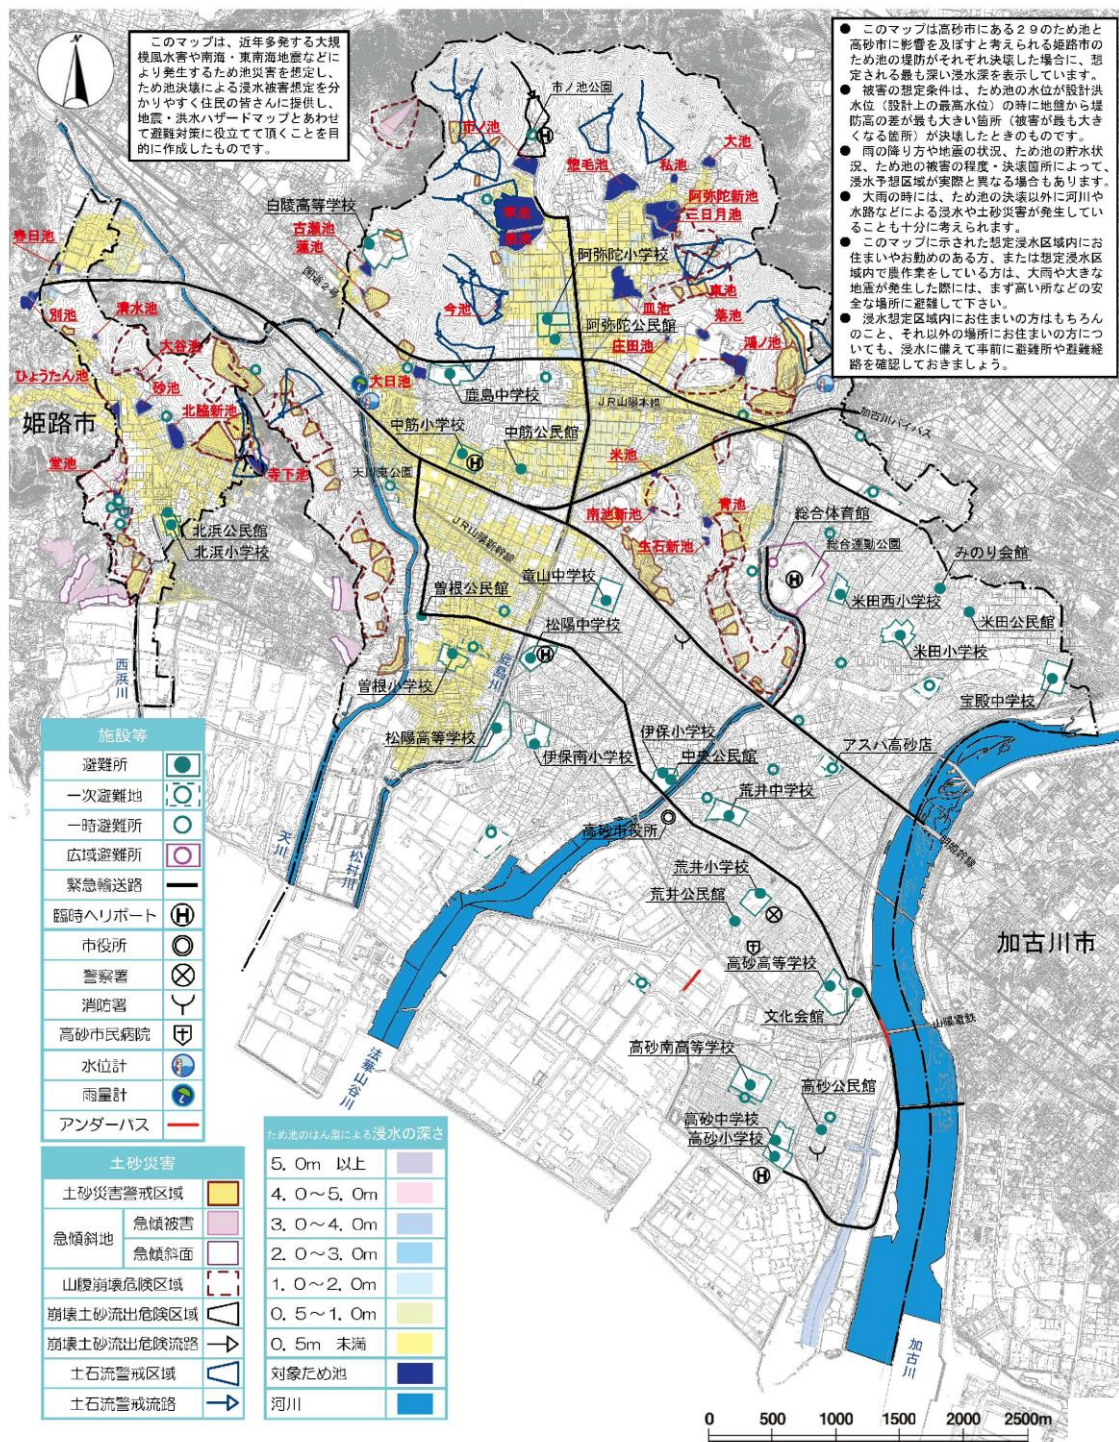 N
このマップは、近年多発する大規
模風水害や南海・東南海地震などに
より発生するため池災害を想定し、
ため池決壊による浸水被害想定を分
かりやすく住民の皆さんに提供し、
地震・洪水ハザードマップとあわせ
て避難対策に役立てて頂くことを目
的に作成したものです。
● このマップは高砂市にある29のため池と
高砂市に影響を及ぼすと考えられる姫路市の
ため池の堤防がそれぞれ決壊した場合に、想
定される最も深い浸水深を表示しています。
● 被害の想定条件は、ため池の水位が設計洪
水位（設計上の最高水位）の時に地盤から堤
防高の差が最も大きい箇所（被害が最も大き
くなる箇所）が決壊したときのものです。
● 雨の降り方や地震の状況、ため池の貯水状
況、ため池の被害の程度・決壊箇所によって、
浸水予想区域が実際と異なる場合もあります。
● 大雨の時には、ため池の決壊以外に河川や
水路などによる浸水や土砂災害が発生してい
ることも十分に考えられます。
● このマップに示された想定浸水区域内にお
住まいやお勤めのある方、または想定浸水区
域内で農作業をしている方は、大雨や大きな
地震が発生した際には、まず高い所などの安
全な場所に避難して下さい。
● 浸水想定区域内にお住まいの方はもちろん
のこと、それ以外の場所にお住まいの方につ
いても、浸水に備えて事前に避難所や避難経
路を確認しておきましょう。
市ノ池公園
市ノ池
惣毛池
私池
大池
阿弥陀新池
三日月池
白陵高等学校
古瀬池
蓮池
国道2号
阿弥陀小学校
春日池
今池
皿池
東池
別池
清水池
阿弥陀公民館
庄田池
蓼池
鴻ノ池
大谷池
ひょうたん池
砂池
大日池
鹿島中学校
JR山陽本線
加古川バイパス
姫路市
北脇新池
中筋小学校
中筋公民館
米池
堂池
寺下池
天川東公園
南池新池
青池
総合体育館
北浜公民館
北浜小学校
JR山陽新幹線
生石新池
総合運動公園
みのり会館
竜山中学校
曽根公民館
米田西小学校
米田公民館
松陽中学校
米田小学校
西浜川
曽根小学校
鹿島川
宝殿中学校
松陽高等学校
伊保南小学校
伊保小学校
中央公民館
アスパ高砂店
荒井中学校
高砂市役所
明姫幹線
天川
松村川
荒井小学校
荒井公民館
加古川市
高砂高等学校
文化会館
山陽電鉄
法華山谷川
高砂南高等学校
高砂公民館
高砂中学校
高砂小学校
加古川
施設等
避難所
一次避難地
一時避難所
広域避難所
緊急輸送路
臨時ヘリポート
H
市役所
警察署
消防署
高砂市民病院
水位計
雨量計
アンダーパス
土砂災害
土砂災害警戒区域
急傾斜地
急傾被害
急傾斜面
山腹崩壊危険区域
崩壊土砂流出危険区域
崩壊土砂流出危険流路
土石流警戒区域
土石流警戒流路
ため池のはん濫による浸水の深さ
5.0m 以上
4.0～5.0m
3.0～4.0m
2.0～3.0m
1.0～2.0m
0.5～1.0m
0.5m 未満
対象ため池
河川
0 500 1000 1500 2000 2500m